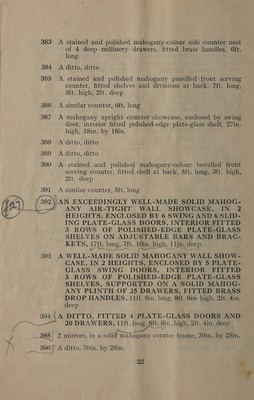 383 A stained and polished mahogany-colour side counter nest
of 4 deep millinery drawers, fitted brass handles, 6ft.
long
384 A ditto, ditto
385 A stained and polished mahogany panelled front serving
counter, fitted shelves and divisions at back, 7ft. long,
3ft. high, 2ft. deep
386 A similar counter, 6ft. long
387 A mahogany upright counter showcase, enclosed by swing
door, interior fitted polished-edge plate-glass shelf, 27in.
high, 18in. by 18in.
388 A ditto, ditto
389 A ditto, ditto
390 A stained and polished mahogany-colour bevelled front
serving counter, fitted shelf at back, 5ft. long, 3ft. high,
2ft. deep
391 A similar counter, 5ft. long
392 AN EXCEEDINGLY WELL-MADE SOLID MAHOG-
ANY AIR-TIGHT WALL SHOWCASE, IN 2
HEIGHTS, ENCLOSED BY 6 SWING AND 6 SLID-
ING PLATE-GLASS DOORS, INTERIOR FITTED
3 ROWS OF POLISHED-EDGE PLATE-GLASS
SHELVES ON ADJUSTABLE BARS AND BRAC-
KETS, 17ft. long, 7ft. 10in. high, 11in. deep
393 A WELL-MADE SOLID MAHOGANY WALL SHOW-
CASE, IN 2 HEIGHTS, ENCLOSED BY 5 PLATE-
GLASS SWING DOORS, INTERIOR FITTED
3 ROWS OF POLISHED-EDGE PLATE-GLASS
SHELVES, SUPPORTED ON A SOLID MAHOG-
ANY PLINTH OF 25 DRAWERS, FITTED BRASS
DROP HANDLES, 11ft. 8in. long, 8ft. 6in. high, 2ft. 4in.
deep
394 A DITTO, FITTED 4 PLATE-GLASS DOORS AND
20 DRAWERS, 11ft. long, 8ft. 6in. high, 2ft. 4in. deep
395 2 mirrors, in a solid mahogany cornice frame, 70in. by 28in.
396 A ditto, 70in. by 28in.
22